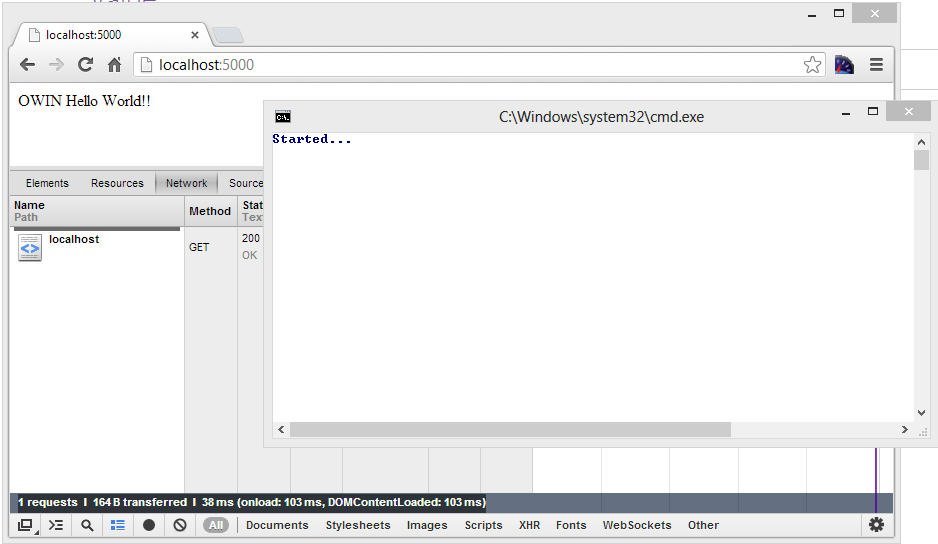 localhost:5000
localhost:5000
OWIN Hello World!!
C:\Windows\system32\cmd.exe
Started...
Elements Resources Network Source
Name Method Stat
Path Text
localhost GET 200
OK
1 requests I 164 B transferred I 38 ms (onload: 103 ms, DOMContentLoaded: 103 ms)
All Documents Stylesheets Images Scripts XHR Fonts WebSockets Other